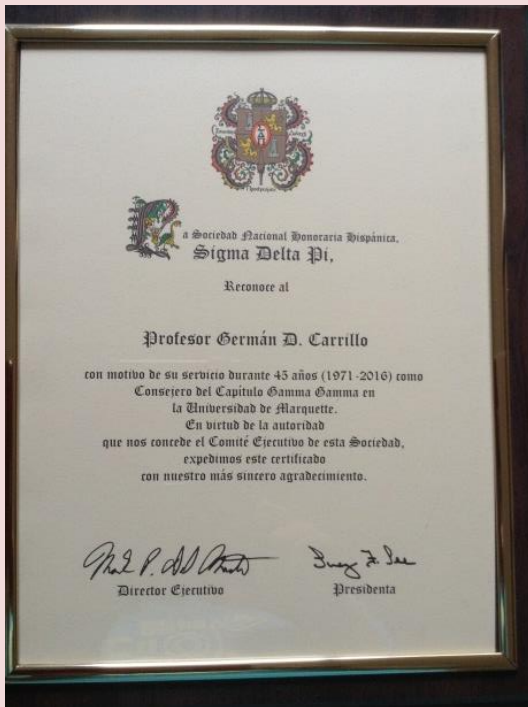 La Sociedad Nacional Honoraria Hispánica,
Sigma Delta Pi,
Reconoce al
Profesor Germán D. Carrillo
con motivo de su servicio durante 45 años (1971-2016) como
Consejero del Capítulo Gamma Gamma en
la Universidad de Marquette.
En virtud de la autoridad
que nos concede el Comité Ejecutivo de esta Sociedad,
expedimos este certificado
con nuestro más sincero agradecimiento.
Director Ejecutivo
Presidenta